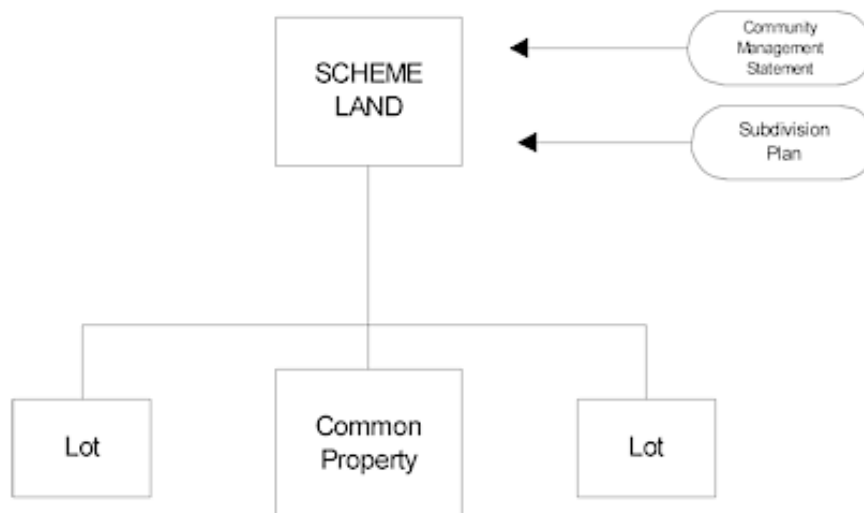 SCHEME
LAND
Community
Management
Statement
Subdivision
Plan
Lot
Common
Property
Lot